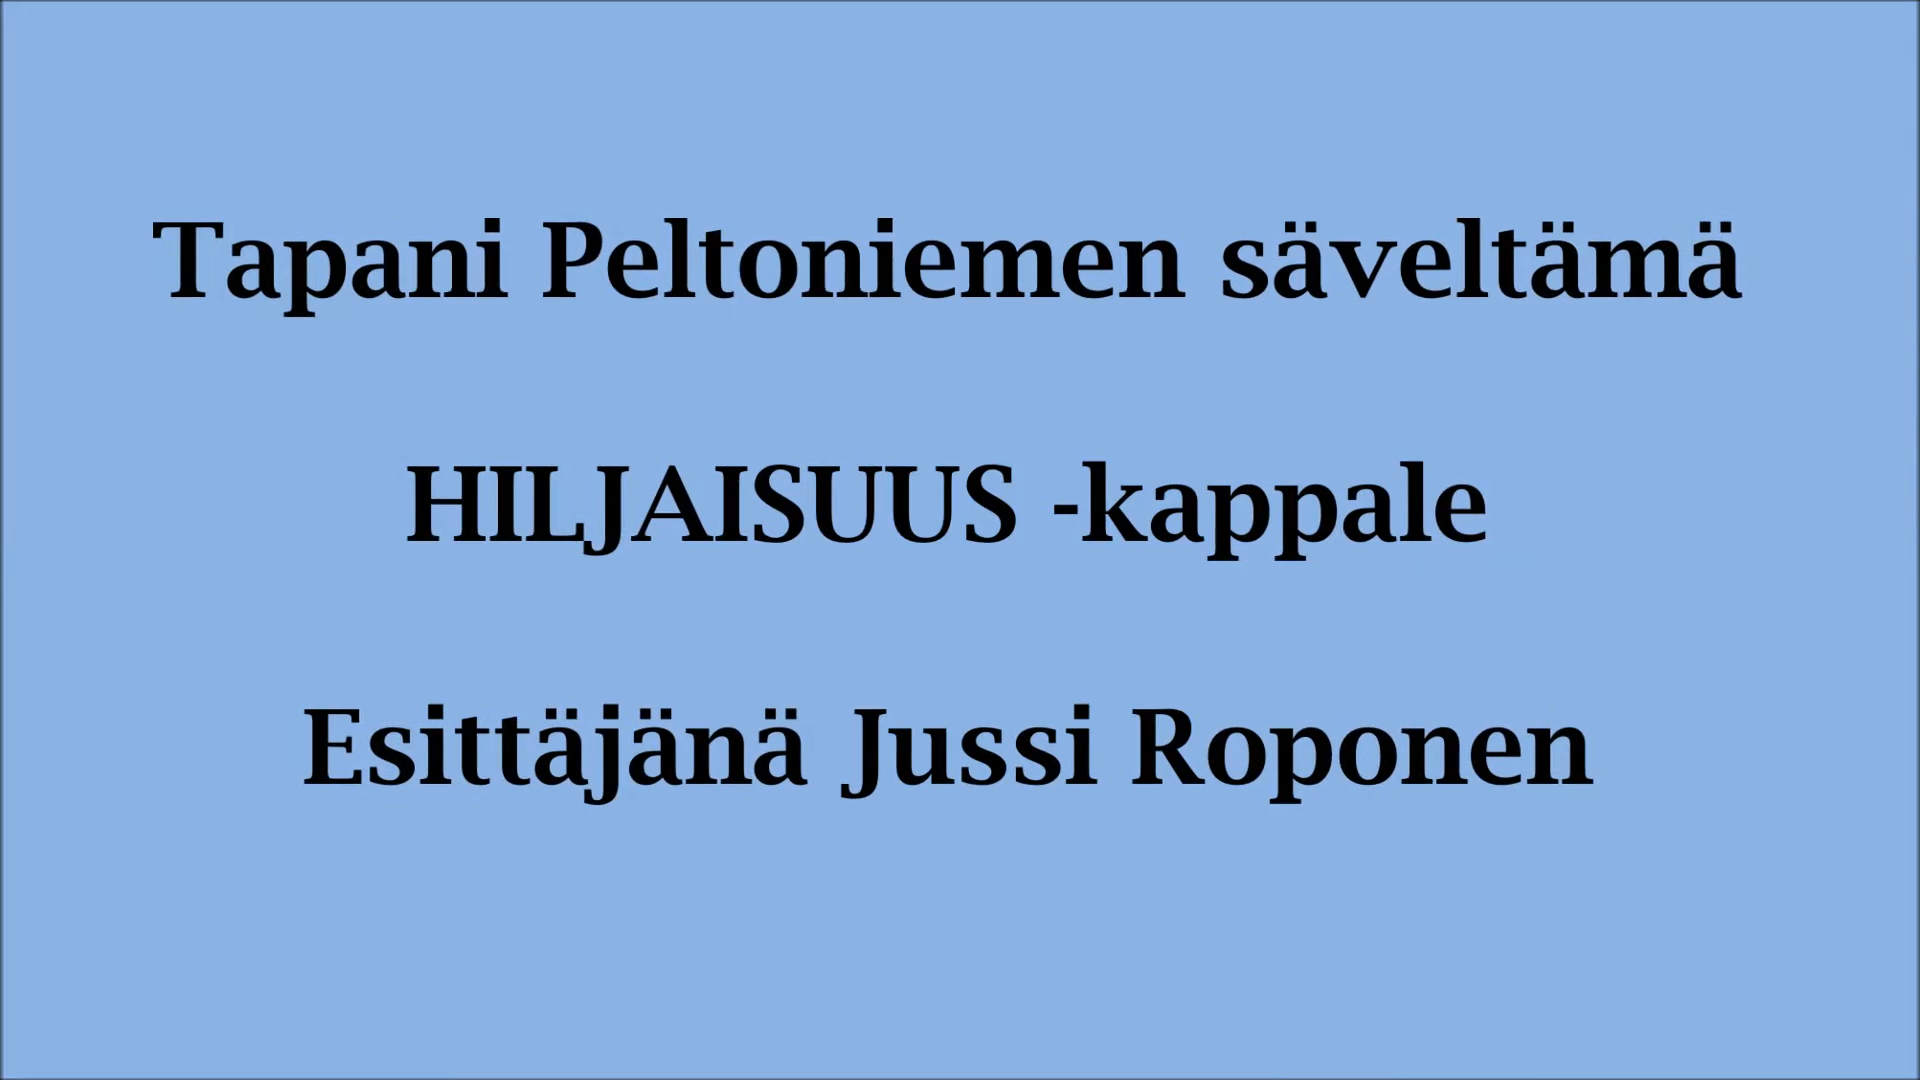 Tapani Peltoniemen säveltämä
HILJAISUUS -kappale
Esittäjänä Jussi Roponen